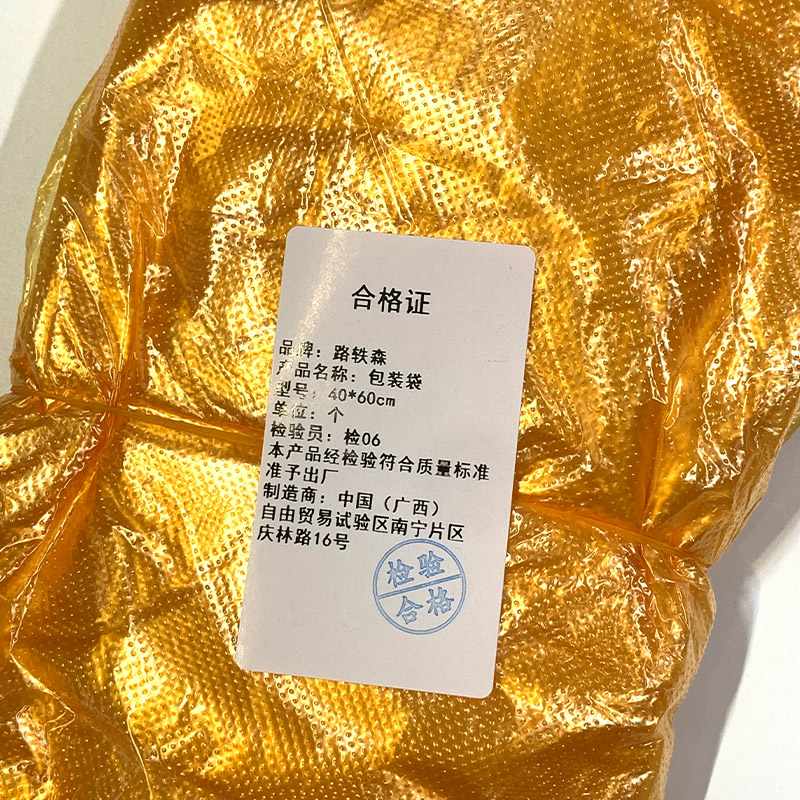 合格证
品牌：路轶森
产品名称：包装袋
型号：40*60cm
单位：个
检验员：检06
本产品经检验符合质量标准
准予出厂
制造商：中国（广西）
自由贸易试验区南宁片区
庆林路16号
检验
合格